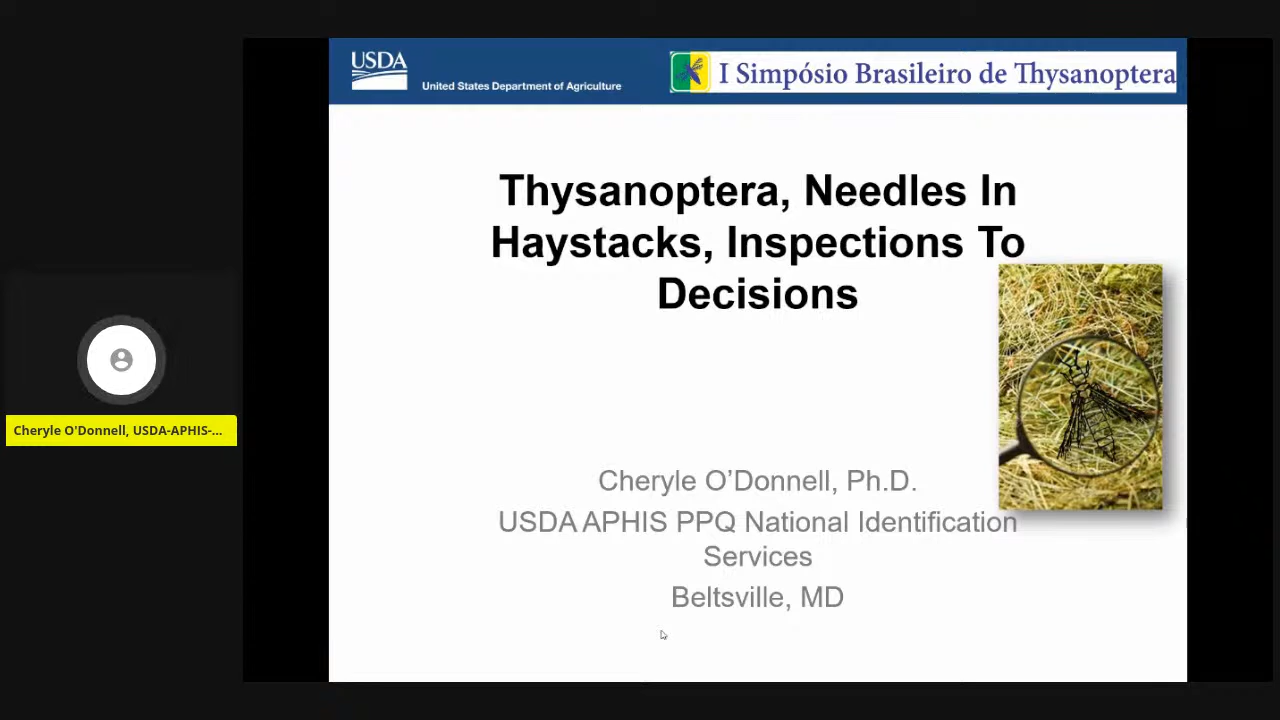 USDA
United States Department of Agriculture
I Simpósio Brasileiro de Thysanoptera
Thysanoptera, Needles In
Haystacks, Inspections To
Decisions
Cheryle O’Donnell, Ph.D.
USDA APHIS PPQ National Identification
Services
Beltsville, MD
Cheryle O'Donnell, USDA-APHIS-...